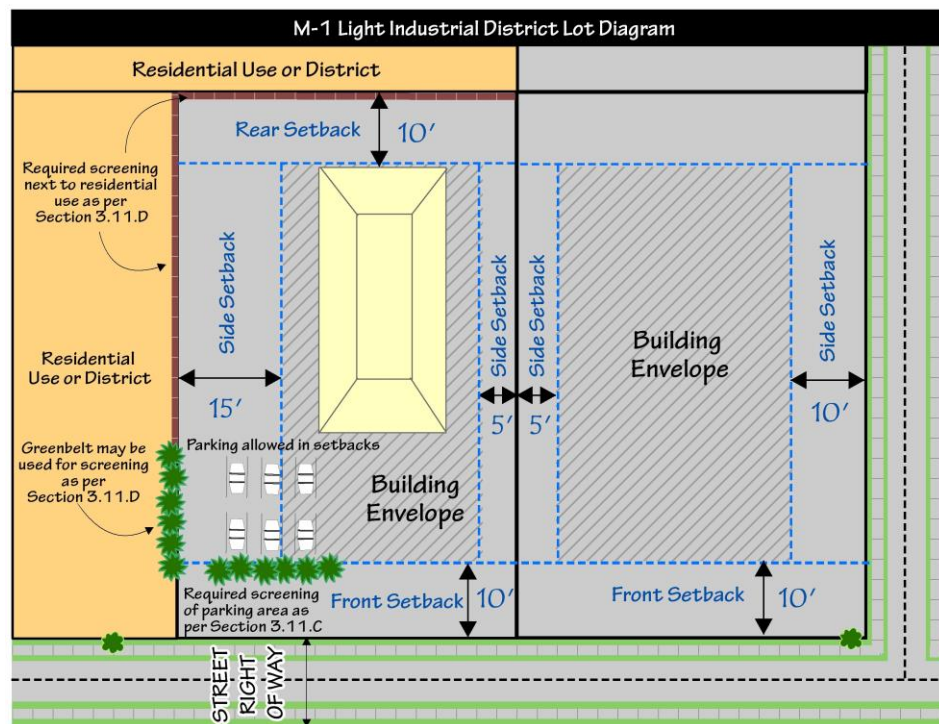 M-1 Light Industrial District Lot Diagram
Residential Use or District
Rear Setback
10'
Required screening
next to residential
use as per
Section 3.11.D
Side Setback
Side Setback
Side Setback
Side Setback
Building
Envelope
Residential
Use or District
15'
5'
5'
10'
Parking allowed in setbacks
Greenbelt may be
used for screening
as per
Section 3.11.D
Building
Envelope
Required screening
of parking area as
per Section 3.11.C
Front Setback
10'
Front Setback
10'
STREET
RIGHT
OF WAY